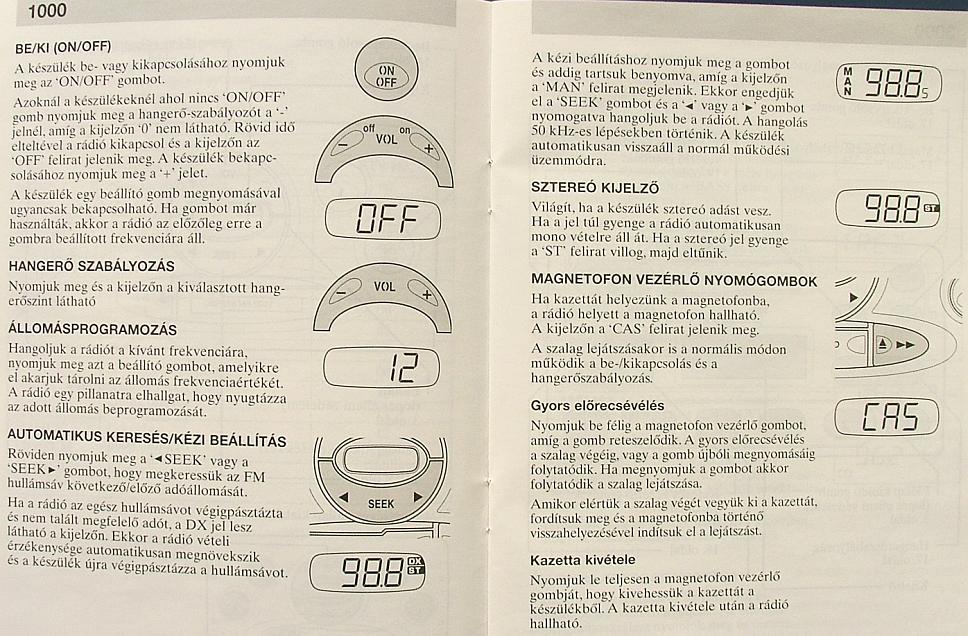 1000
BE/KI (ON/OFF)
A készülék be- vagy kikapcsolásához nyomjuk
meg az 'ON/OFF' gombot.
Azoknál a készülékeknél ahol nincs 'ON/OFF'
gomb nyomjuk meg a hangerő-szabályozót a '-'
jelnél, amíg a kijelzőn '0' nem látható. Rövid idő
elteltével a rádió kikapcsol és a kijelzőn az
'OFF' felirat jelenik meg. A készülék bekapc-
solásához nyomjuk meg a '+' jelet.
A készülék egy beállító gomb megnyomásával
ugyancsak bekapcsolható. Ha gombot már
használták, akkor a rádió az előzőleg erre a
gombra beállított frekvenciára áll.
HANGERŐ SZABÁLYOZÁS
Nyomjuk meg és a kijelzőn a kiválasztott hang-
erőszint látható
ÁLLOMÁSPROGRAMOZÁS
Hangoljuk a rádiót a kívánt frekvenciára,
nyomjuk meg azt a beállító gombot, amelyikre
el akarjuk tárolni az állomás frekvenciaértékét.
A rádió egy pillanatra elhallgat, hogy nyugtázza
az adott állomás beprogramozását.
AUTOMATIKUS KERESÉS/KÉZI BEÁLLÍTÁS
Röviden nyomjuk meg a '◄SEEK' vagy a
'SEEK►' gombot, hogy megkeressük az FM
hullámsáv következő/előző adóállomását.
Ha a rádió az egész hullámsávot végigpásztázta
és nem talált megfelelő adót, a DX jel lesz
látható a kijelzőn. Ekkor a rádió vételi
érzékenysége automatikusan megnövekszik
és a készülék újra végigpásztázza a hullámsávot.
ON
OFF
off VOL on
− +
OFF
− VOL +
12
◄ SEEK ►
98.8 DX
ST
A kézi beállításhoz nyomjuk meg a gombot
és addig tartsuk benyomva, amíg a kijelzőn
a 'MAN' felirat megjelenik. Ekkor engedjük
el a 'SEEK' gombot és a '◄' vagy a '►' gombot
nyomogatva hangoljuk be a rádiót. A hangolás
50 kHz-es lépésekben történik. A készülék
automatikusan visszaáll a normál működési
üzemmódra.
SZTEREÓ KIJELZŐ
Világít, ha a készülék sztereó adást vesz.
Ha a jel túl gyenge a rádió automatikusan
mono vételre áll át. Ha a sztereó jel gyenge
a 'ST' felirat villog, majd eltűnik.
MAGNETOFON VEZÉRLŐ NYOMÓGOMBOK
Ha kazettát helyezünk a magnetofonba,
a rádió helyett a magnetofon hallható.
A kijelzőn a 'CAS' felirat jelenik meg.
A szalag lejátszásakor is a normális módon
működik a be-/kikapcsolás és a
hangerőszabályozás.
Gyors előrecsévélés
Nyomjuk be félig a magnetofon vezérlő gombot,
amíg a gomb reteszelődik. A gyors előrecsévélés
a szalag végéig, vagy a gomb újbóli megnyomásáig
folytatódik. Ha megnyomjuk a gombot akkor
folytatódik a szalag lejátszása.
Amikor elértük a szalag végét vegyük ki a kazettát,
fordítsuk meg és a magnetofonba történő
visszahelyezésével indítsuk el a lejátszást.
Kazetta kivétele
Nyomjuk le teljesen a magnetofon vezérlő
gombját, hogy kivehessük a kazettát a
készülékből. A kazetta kivétele után a rádió
hallható.
MAN 98.8 5
98.8 ST
CAS